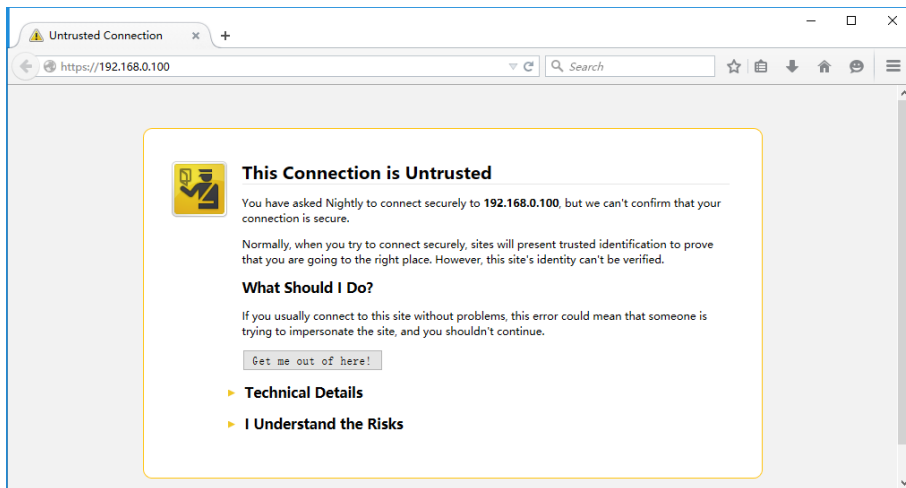 Untrusted Connection
https://192.168.0.100
Search
This Connection is Untrusted
You have asked Nightly to connect securely to 192.168.0.100, but we can't confirm that your
connection is secure.
Normally, when you try to connect securely, sites will present trusted identification to prove
that you are going to the right place. However, this site's identity can't be verified.
What Should I Do?
If you usually connect to this site without problems, this error could mean that someone is
trying to impersonate the site, and you shouldn't continue.
Get me out of here!
Technical Details
I Understand the Risks